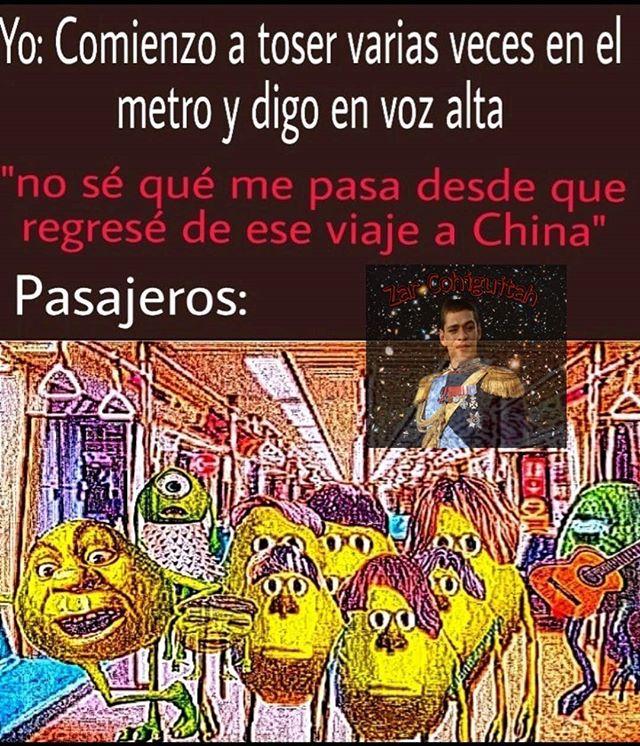 Yo: Comienzo a toser varias veces en el
metro y digo en voz alta
"no sé qué me pasa desde que
regresé de ese viaje a China"
Pasajeros: